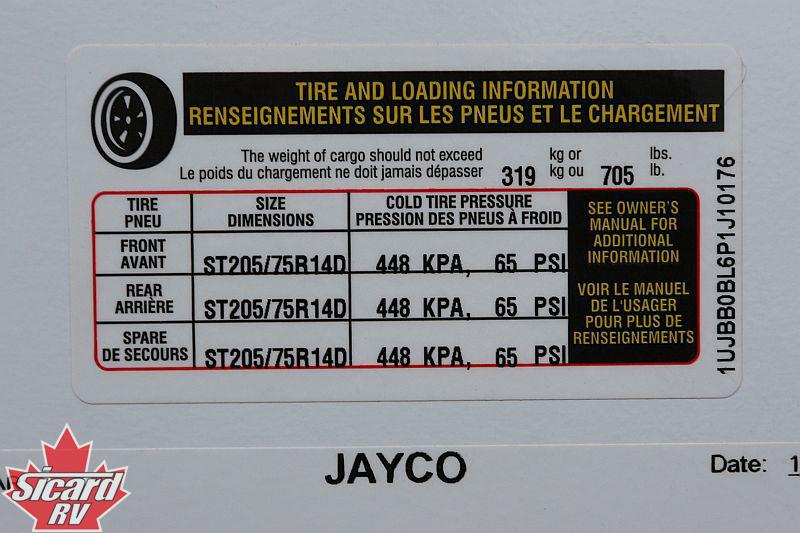 TIRE AND LOADING INFORMATION
RENSEIGNEMENTS SUR LES PNEUS ET LE CHARGEMENT
The weight of cargo should not exceed 319 kg or 705 lbs.
Le poids du chargement ne doit jamais dépasser kg ou lb.
TIRE SIZE COLD TIRE PRESSURE
PNEU DIMENSIONS PRESSION DES PNEUS À FROID
FRONT
AVANT ST205/75R14D 448 KPA, 65 PSI
REAR
ARRIÈRE ST205/75R14D 448 KPA, 65 PSI
SPARE
DE SECOURS ST205/75R14D 448 KPA, 65 PSI
SEE OWNER'S
MANUAL FOR
ADDITIONAL
INFORMATION
VOIR LE MANUEL
DE L'USAGER
POUR PLUS DE
RENSEIGNEMENTS
1UJBB0BL6P1J10176
JAYCO
Date:
Sicard
RV